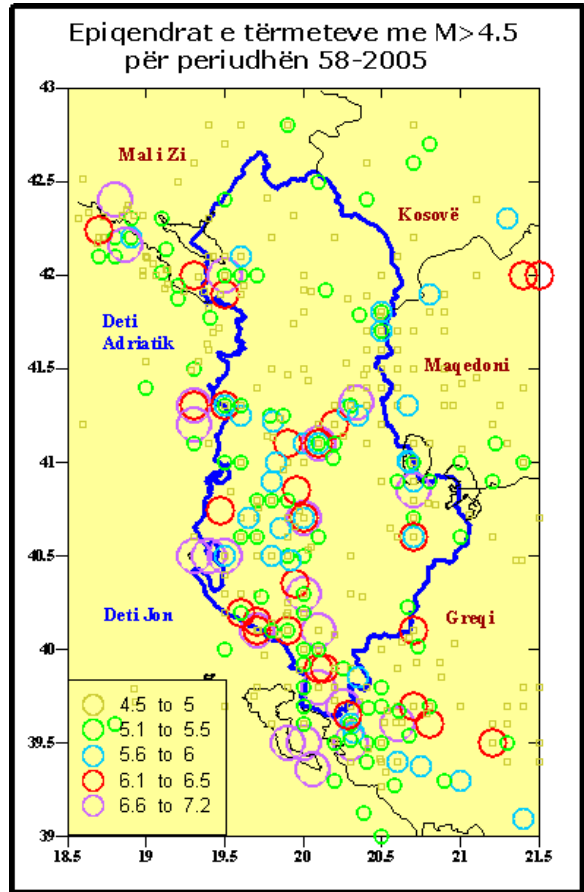 Epiqendrat e tërmeteve me M>4.5
për periudhën 58-2005
43
Mal i Zi
42.5
Kosovë
42
Deti
Adriatik
41.5
Maqedoni
41
40.5
Deti Jon
Greqi
40
4.5 to 5
5.1 to 5.5
39.5
5.6 to 6
6.1 to 6.5
6.6 to 7.2
39
18.5 19 19.5 20 20.5 21 21.5